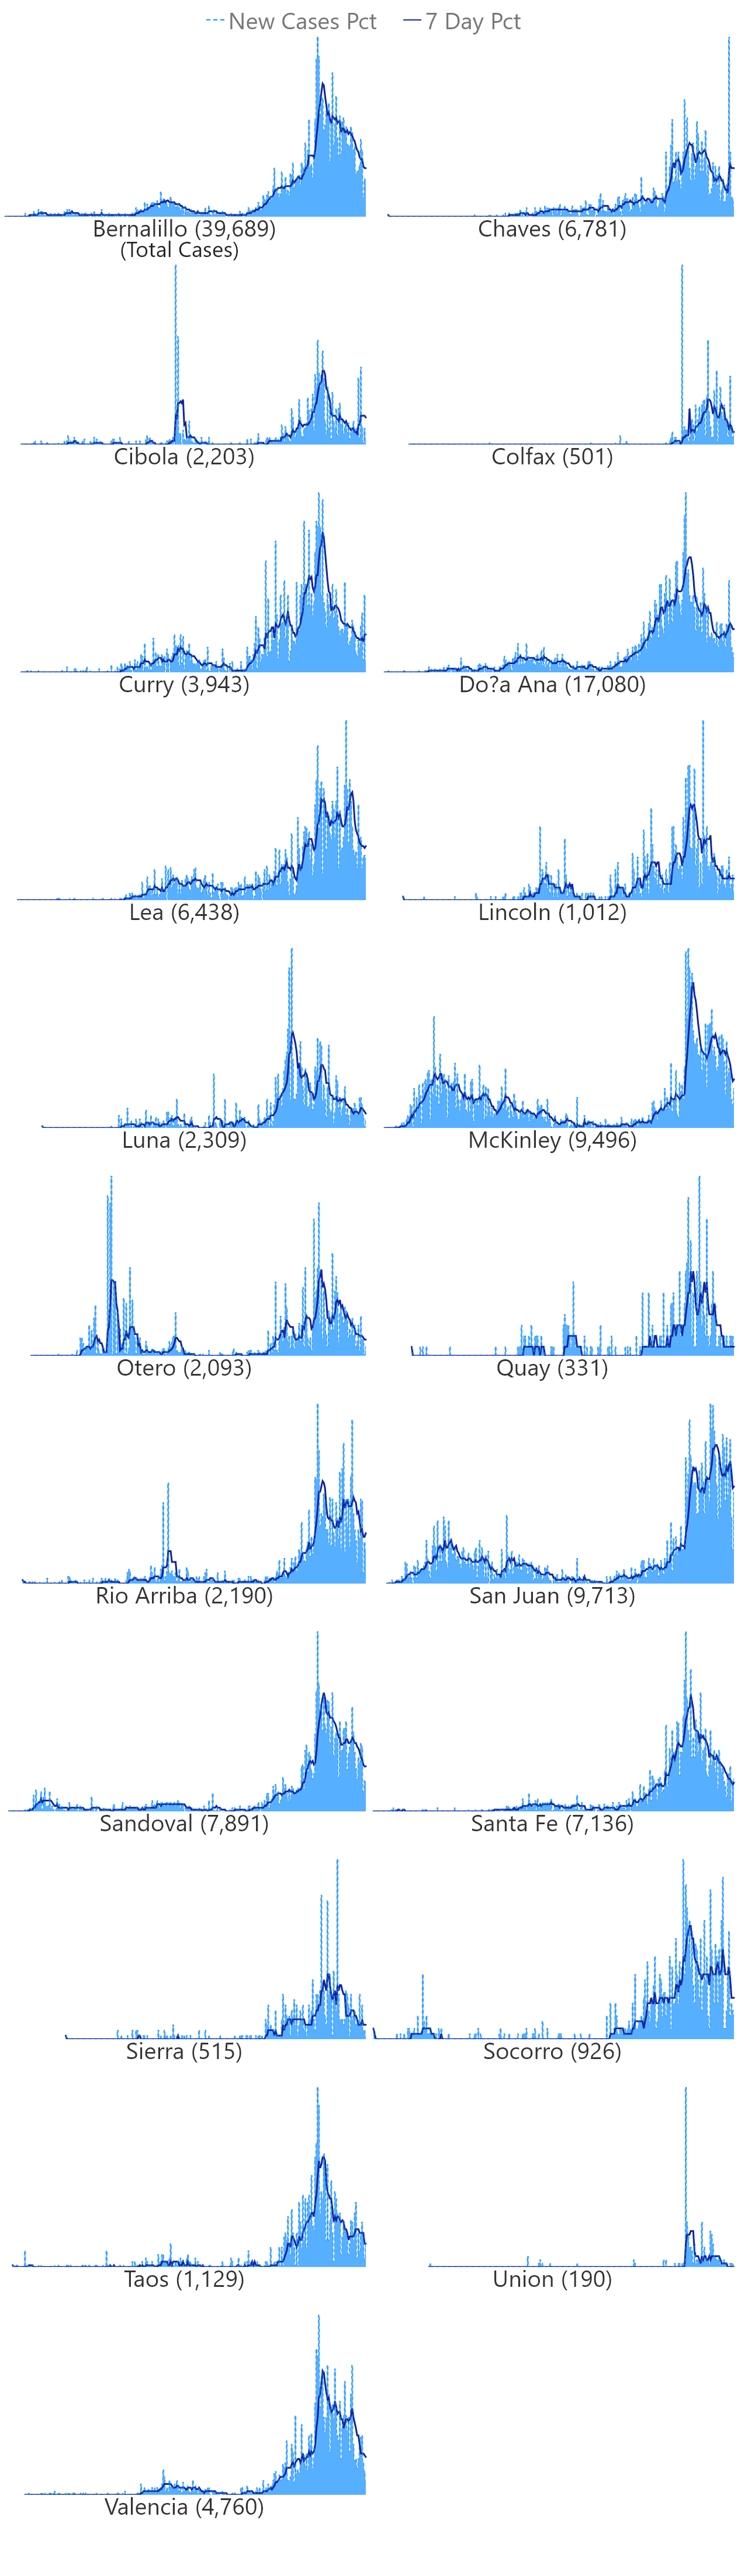 New Cases Pct 7 Day Pct
Bernalillo (39,689)
(Total Cases)
Chaves (6,781)
Cibola (2,203)
Colfax (501)
Curry (3,943)
Do?a Ana (17,080)
Lea (6,438)
Lincoln (1,012)
Luna (2,309)
McKinley (9,496)
Otero (2,093)
Quay (331)
Rio Arriba (2,190)
San Juan (9,713)
Sandoval (7,891)
Santa Fe (7,136)
Sierra (515)
Socorro (926)
Taos (1,129)
Union (190)
Valencia (4,760)